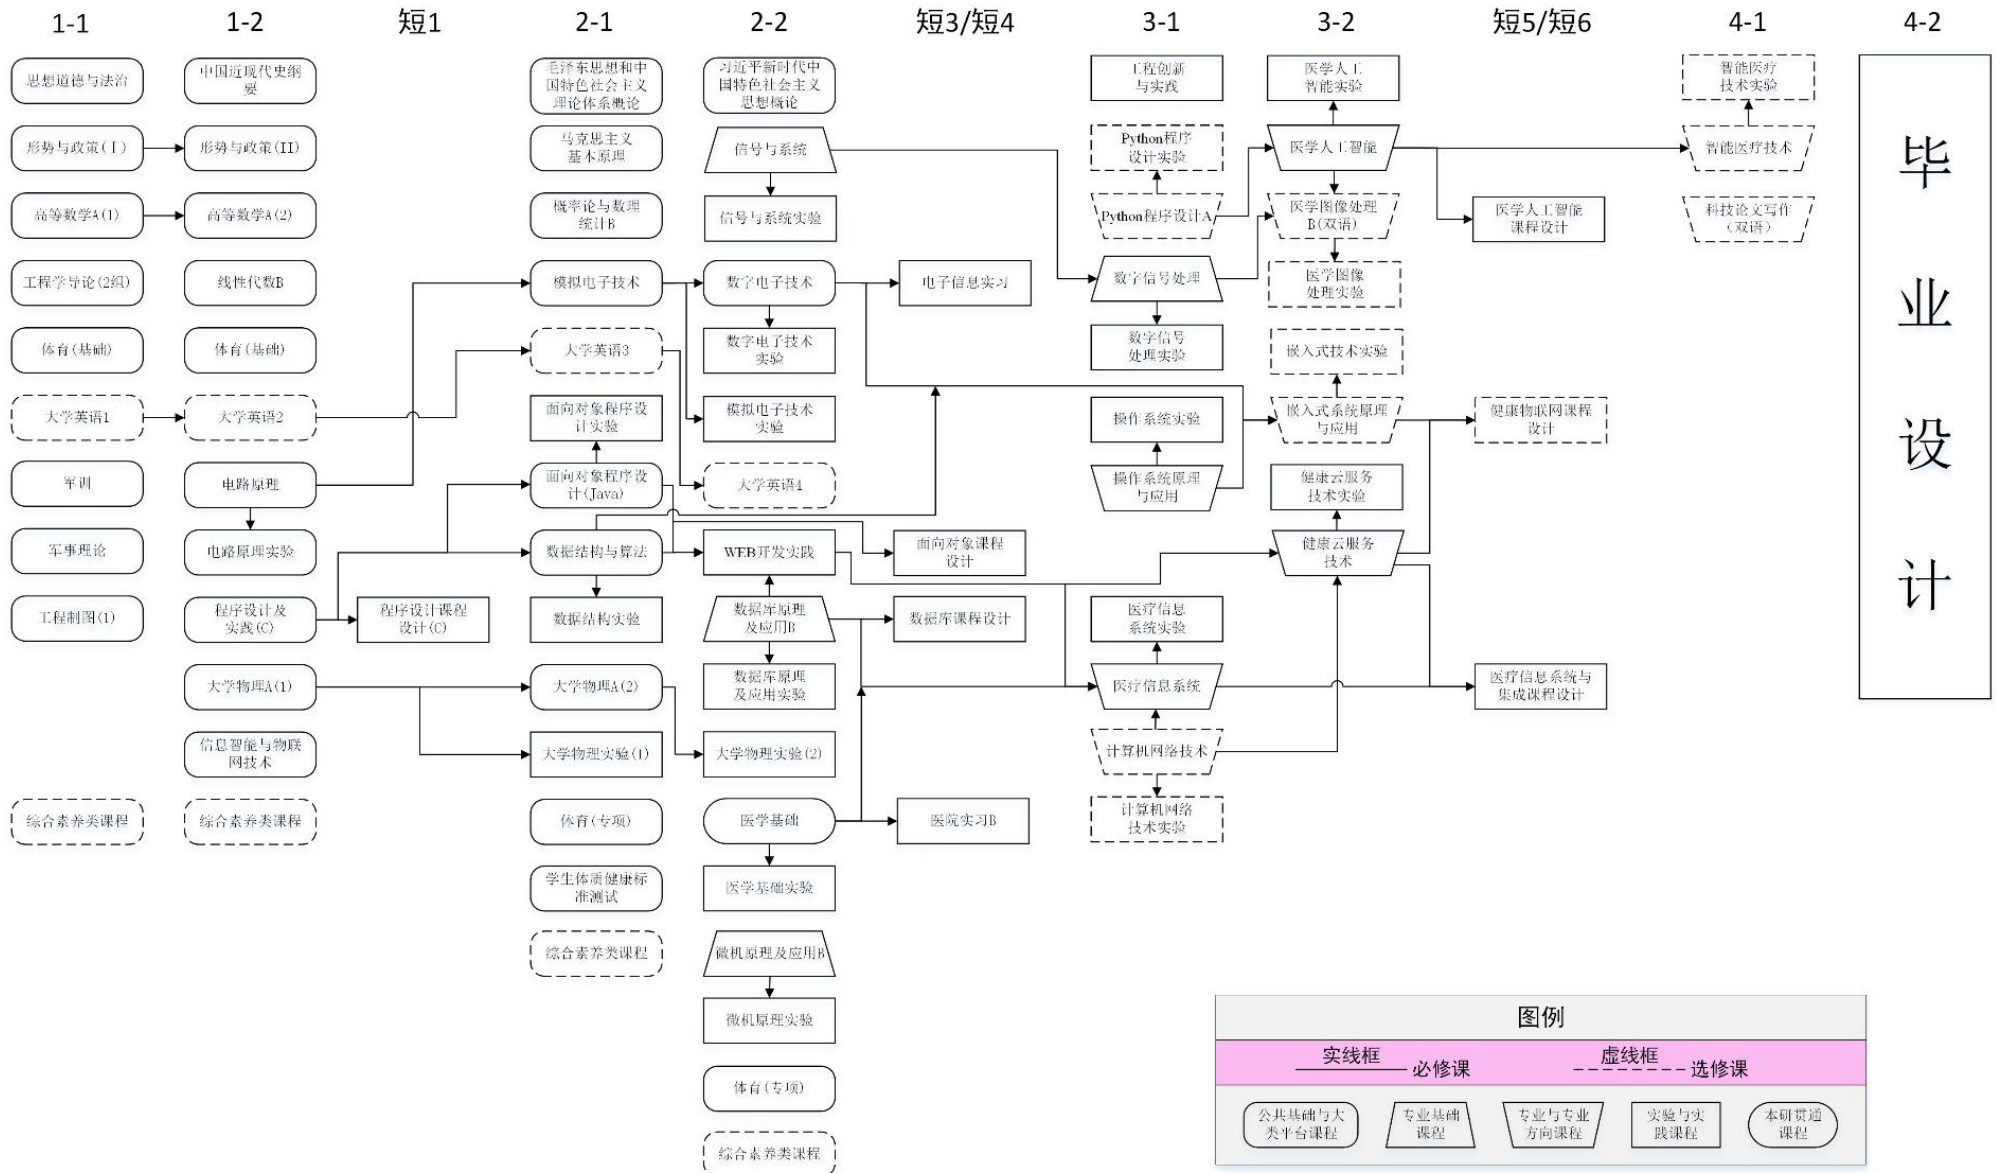 1-1
1-2
短1
2-1
2-2
短3/短4
3-1
3-2
短5/短6
4-1
4-2
思想道德与法治
形势与政策(Ⅰ)
高等数学A(1)
工程学导论(2组)
体育(基础)
大学英语1
军训
军事理论
工程制图(1)
综合素养类课程
中国近现代史纲
要
形势与政策(II)
高等数学A(2)
线性代数B
体育(基础)
大学英语2
电路原理
电路原理实验
程序设计及
实践(C)
大学物理A(1)
信息智能与物联
网技术
综合素养类课程
程序设计课程
设计(C)
毛泽东思想和中
国特色社会主义
理论体系概论
马克思主义
基本原理
概率论与数理
统计B
模拟电子技术
大学英语3
面向对象程序设
计实验
面向对象程序设
计(Java)
数据结构与算法
数据结构实验
大学物理A(2)
大学物理实验(1)
体育(专项)
学生体质健康标
准测试
综合素养类课程
习近平新时代中
国特色社会主义
思想概论
信号与系统
信号与系统实验
数字电子技术
数字电子技术
实验
模拟电子技术
实验
大学英语4
WEB开发实践
数据库原理
及应用B
数据库原理
及应用实验
大学物理实验(2)
医学基础
医学基础实验
微机原理及应用B
微机原理实验
体育(专项)
综合素养类课程
电子信息实习
面向对象课程
设计
数据库课程设计
医院实习B
工程创新
与实践
Python程序
设计实验
Python程序设计A
数字信号处理
数字信号
处理实验
操作系统实验
操作系统原理
与应用
医疗信息
系统实验
医疗信息系统
计算机网络技术
计算机网络
技术实验
医学人工
智能实验
医学人工智能
医学图像处理
B(双语)
医学图像
处理实验
嵌入式技术实验
嵌入式系统原理
与应用
健康云服务
技术实验
健康云服务
技术
医学人工智能
课程设计
健康物联网课程
设计
医疗信息系统与
集成课程设计
智能医疗
技术实验
智能医疗技术
科技论文写作
（双语）
毕
业
设
计
图例
实线框
必修课
虚线框
选修课
公共基础与大
类平台课程
专业基础
课程
专业与专业
方向课程
实验与实
践课程
本研贯通
课程